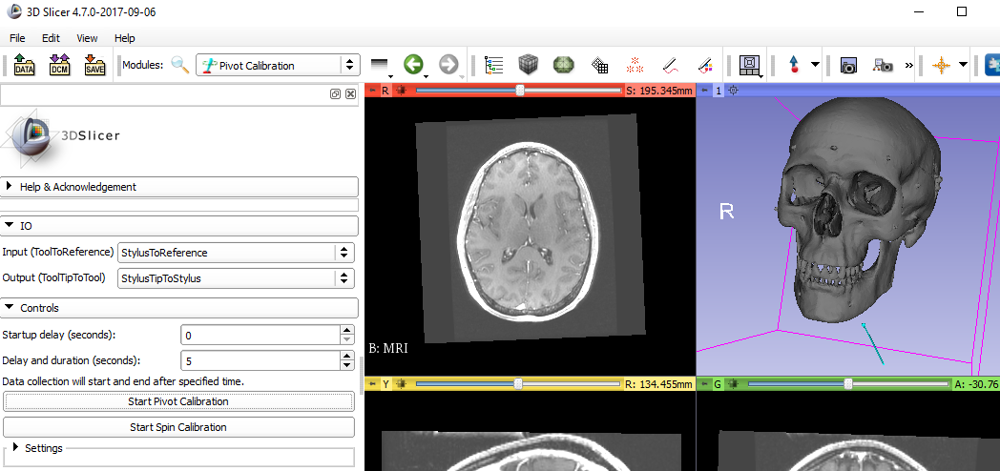 3D Slicer 4.7.0-2017-09-06
File Edit View Help
DATA DCM SAVE Modules: Pivot Calibration »
R S: 195.345mm 1
3DSlicer
Help & Acknowledgement
R
IO
Input (ToolToReference) StylusToReference
Output (ToolTipToTool) StylusTipToStylus
Controls
Startup delay (seconds): 0
B: MRI
Delay and duration (seconds): 5
Data collection will start and end after specified time.
Y R: 134.455mm G A: -30.76
Start Pivot Calibration
Start Spin Calibration
Settings